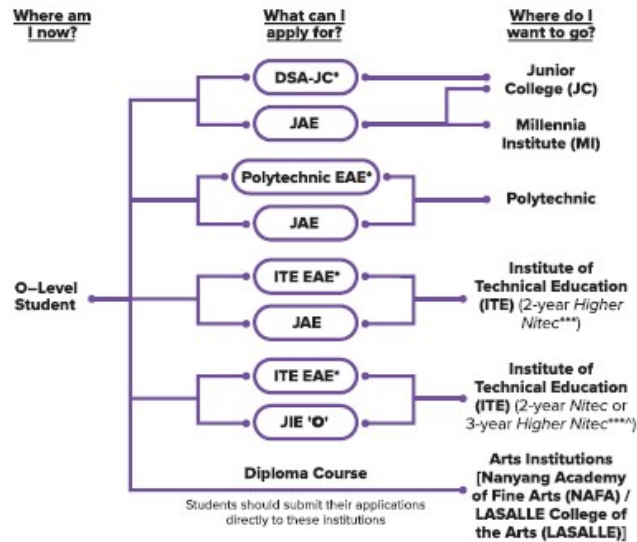 Where am
I now?
What can I
apply for?
Where do I
want to go?
DSA-JC*
JAE
Junior
College (JC)
Millennia
Institute (MI)
Polytechnic EAE*
JAE
Polytechnic
O–Level
Student
ITE EAE*
JAE
Institute of
Technical Education
(ITE) (2-year Higher
Nitec***)
ITE EAE*
JIE 'O'
Institute of
Technical Education
(ITE) (2-year Nitec or
3-year Higher Nitec***^)
Diploma Course
Students should submit their applications
directly to these institutions
Arts Institutions
[Nanyang Academy
of Fine Arts (NAFA) /
LASALLE College of
the Arts (LASALLE)]